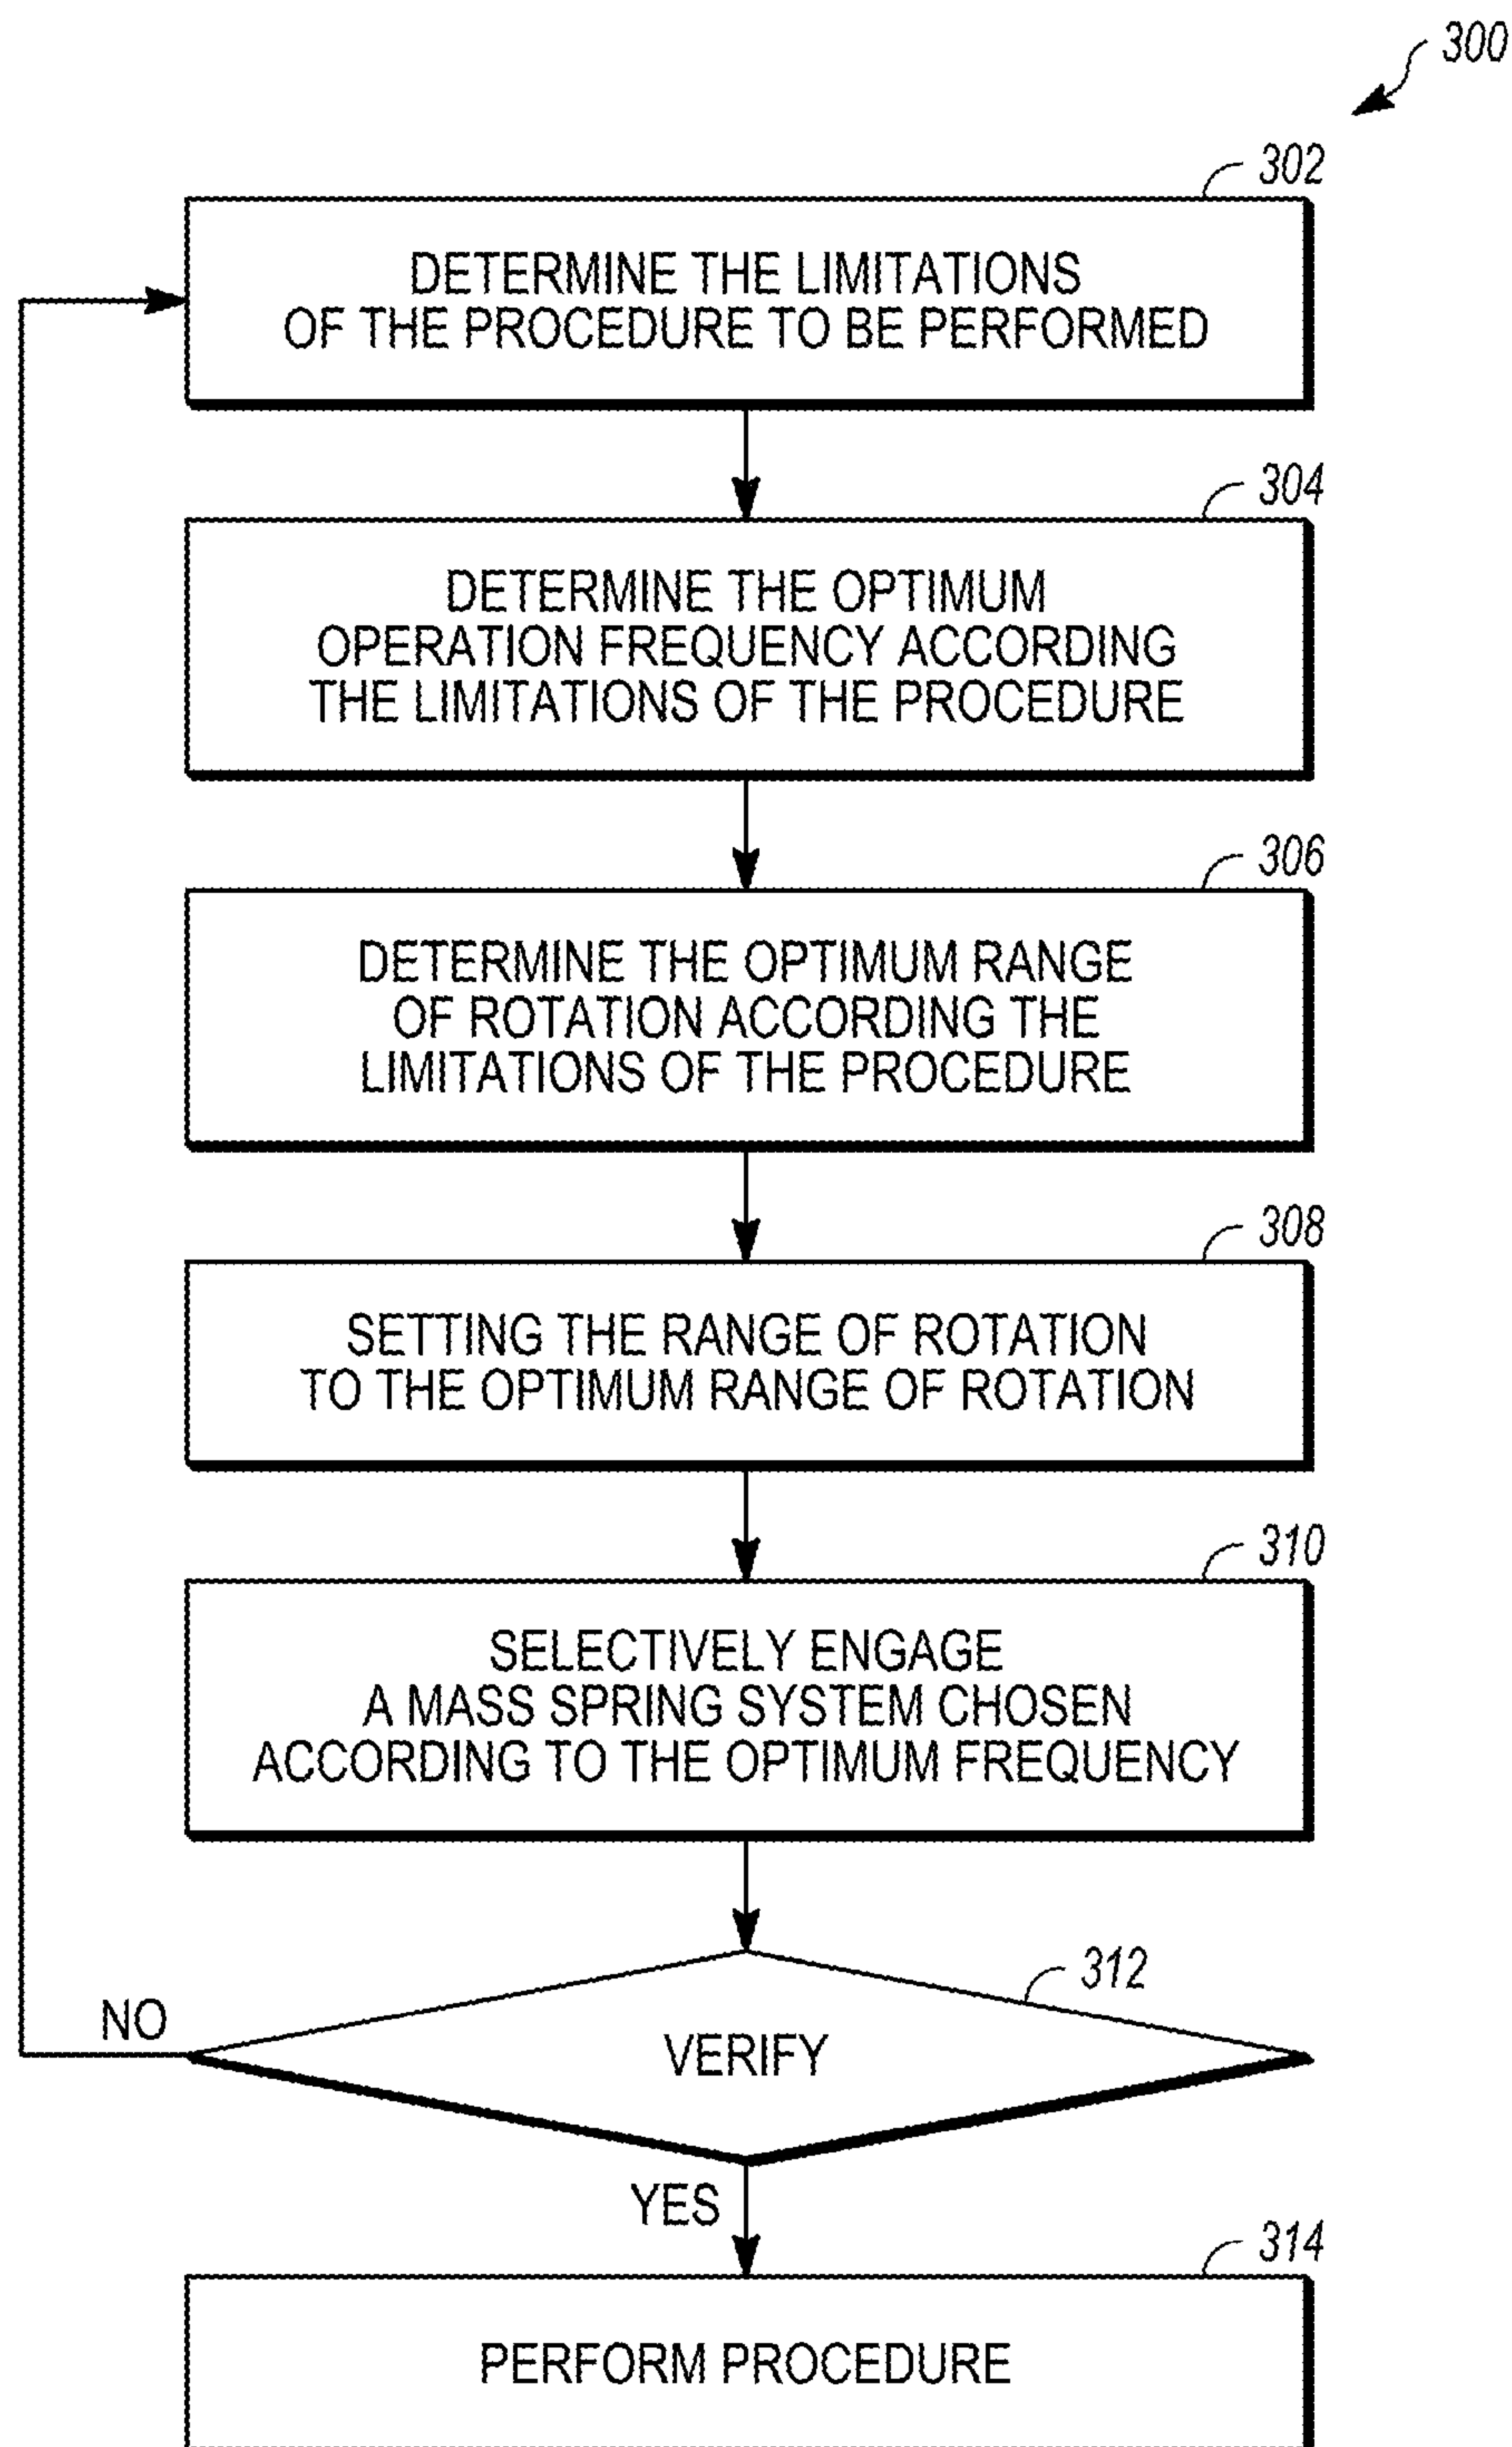 300
302
DETERMINE THE LIMITATIONS
OF THE PROCEDURE TO BE PERFORMED
304
DETERMINE THE OPTIMUM
OPERATION FREQUENCY ACCORDING
THE LIMITATIONS OF THE PROCEDURE
306
DETERMINE THE OPTIMUM RANGE
OF ROTATION ACCORDING THE
LIMITATIONS OF THE PROCEDURE
308
SETTING THE RANGE OF ROTATION
TO THE OPTIMUM RANGE OF ROTATION
310
SELECTIVELY ENGAGE
A MASS SPRING SYSTEM CHOSEN
ACCORDING TO THE OPTIMUM FREQUENCY
312
NO
VERIFY
YES
314
PERFORM PROCEDURE